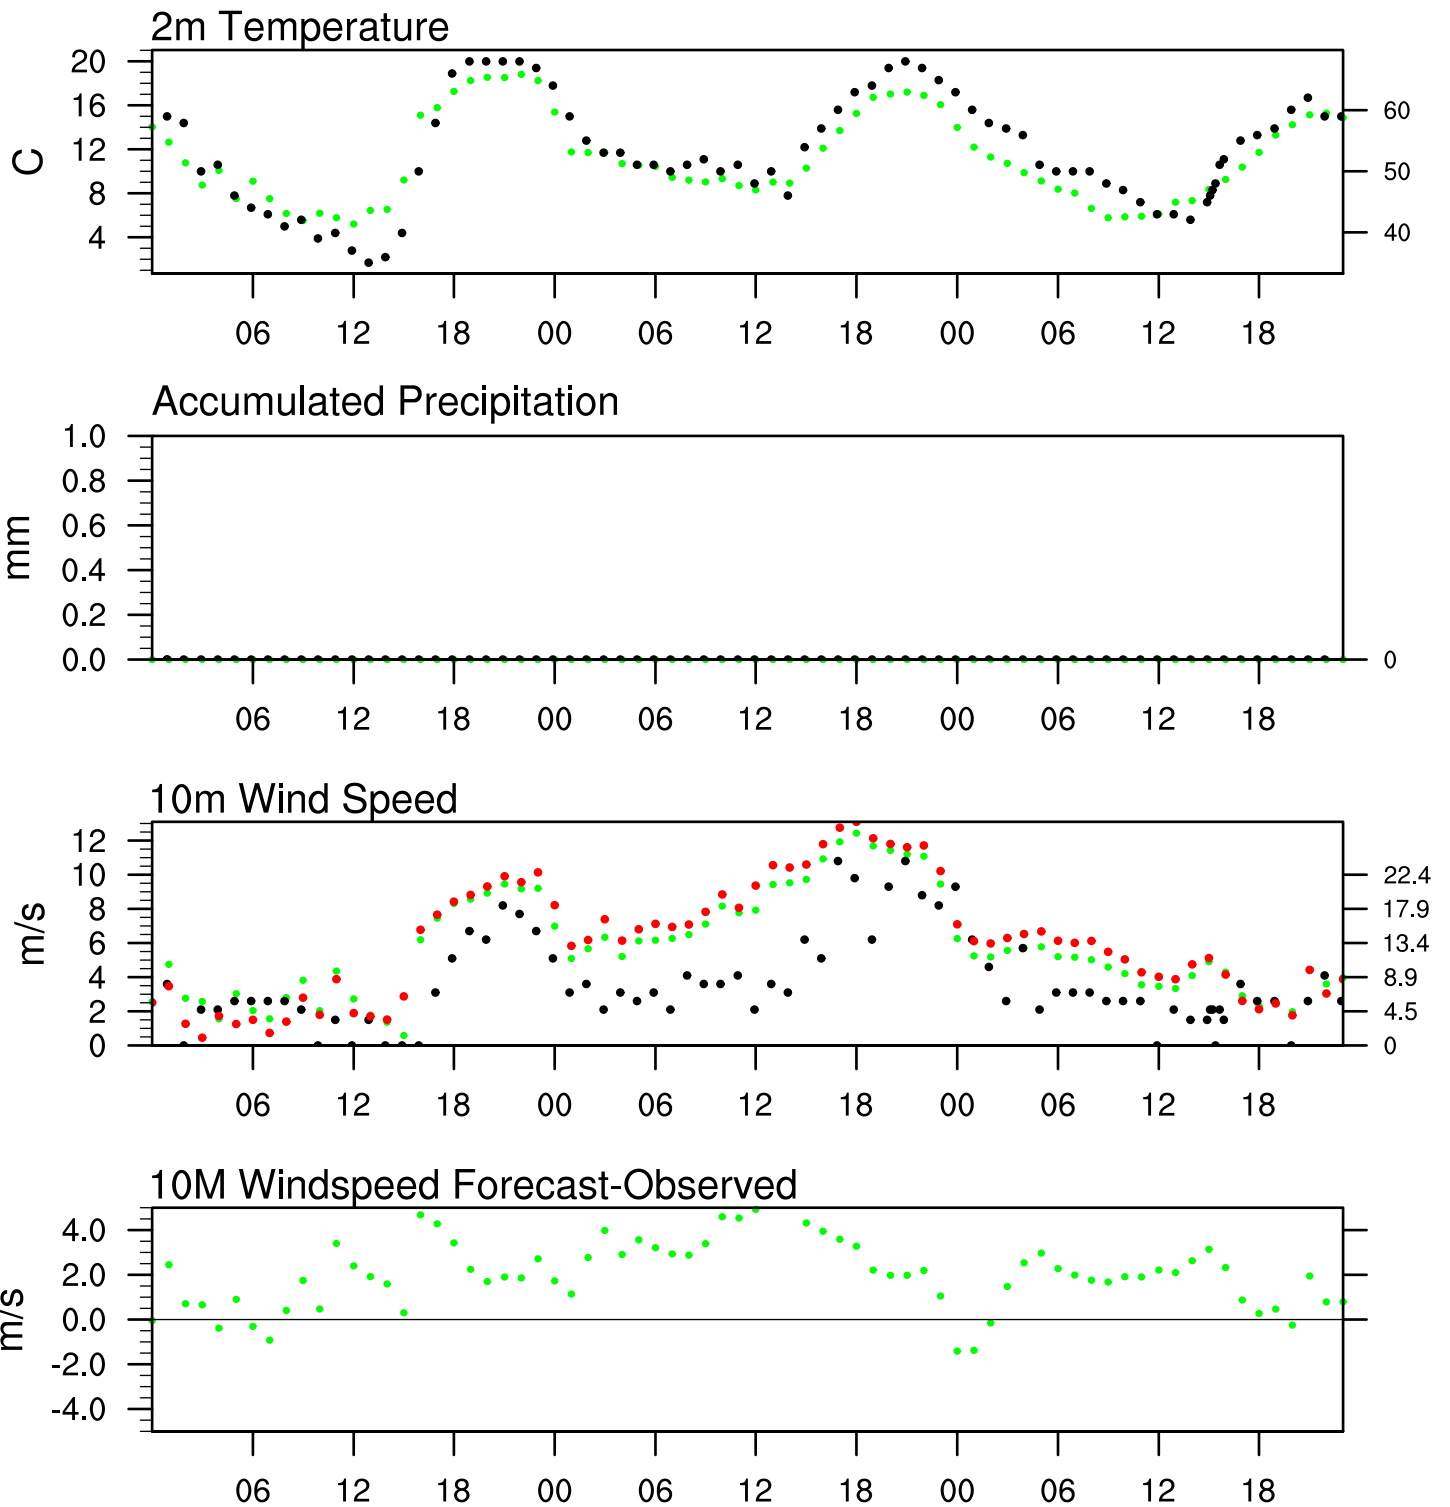 2m Temperature
20
16
12
8
4
C
60
50
40
06 12 18 00 06 12 18 00 06 12 18
Accumulated Precipitation
1.0
0.8
0.6
0.4
0.2
0.0
mm
0
06 12 18 00 06 12 18 00 06 12 18
10m Wind Speed
12
10
8
6
4
2
0
m/s
22.4
17.9
13.4
8.9
4.5
0
06 12 18 00 06 12 18 00 06 12 18
10M Windspeed Forecast-Observed
4.0
2.0
0.0
-2.0
-4.0
m/s
06 12 18 00 06 12 18 00 06 12 18